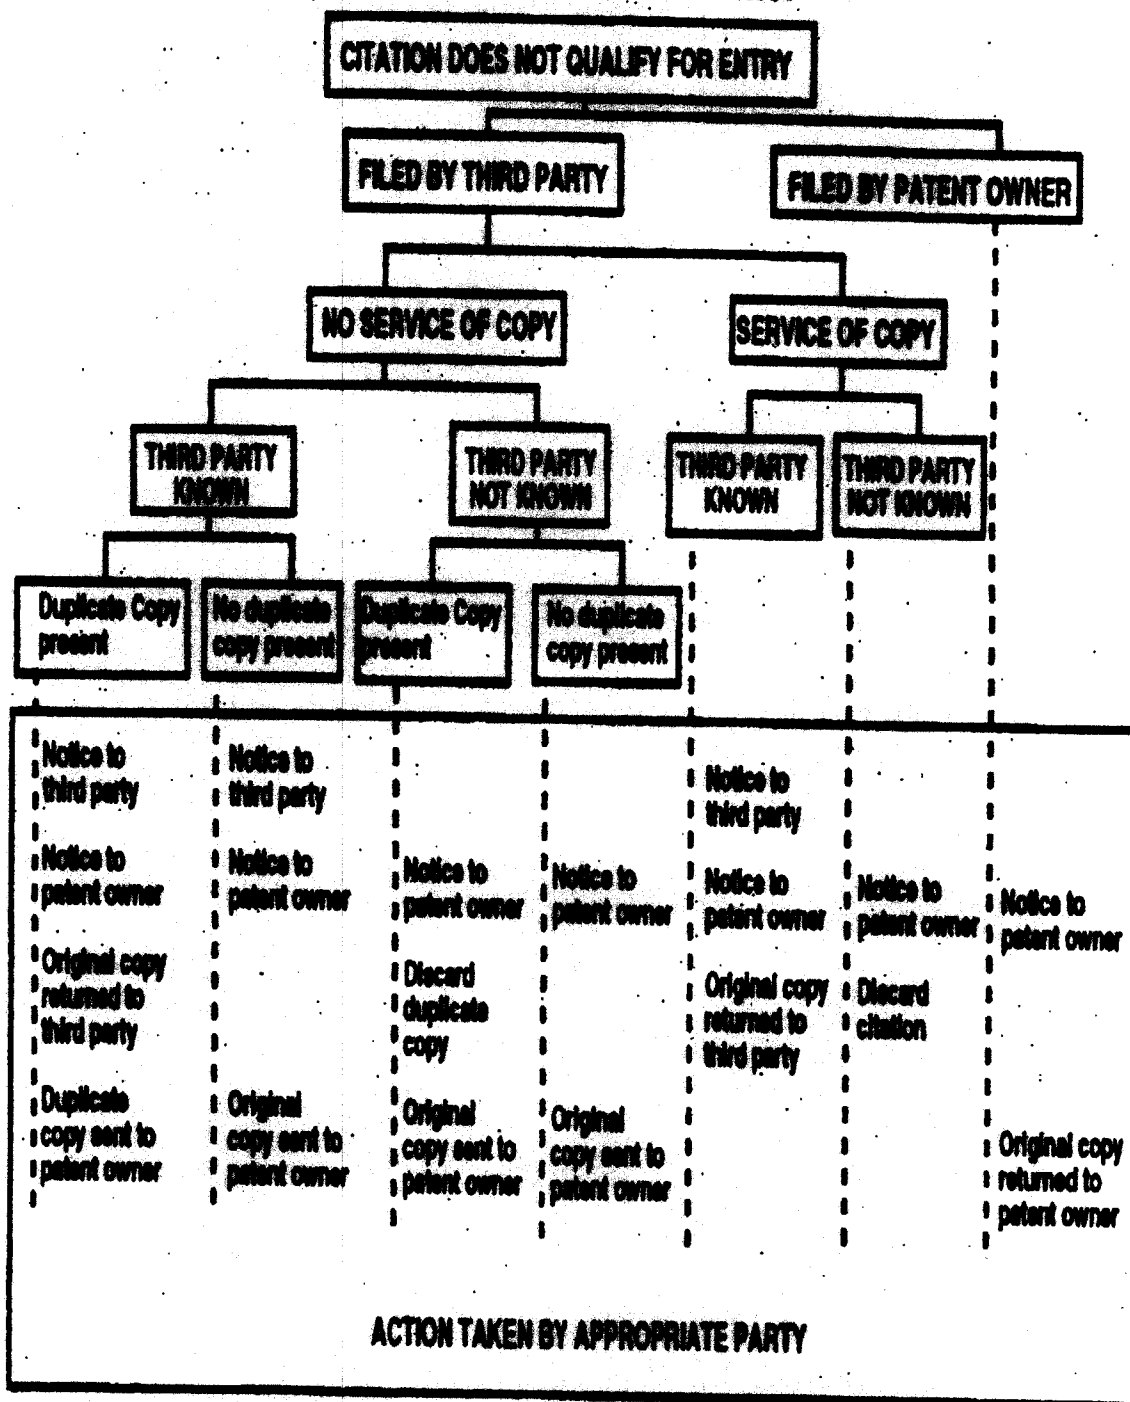 CITATION DOES NOT QUALIFY FOR ENTRY
FILED BY THIRD PARTY
FILED BY PATENT OWNER
NO SERVICE OF COPY
SERVICE OF COPY
THIRD PARTY
KNOWN
THIRD PARTY
NOT KNOWN
THIRD PARTY
KNOWN
THIRD PARTY
NOT KNOWN
Duplicate Copy
present
No duplicate
copy present
Duplicate Copy
present
No duplicate
copy present
Notice to
third party
Notice to
patent owner
Original copy
returned to
third party
Duplicate
copy sent to
patent owner
Notice to
third party
Notice to
patent owner
Original
copy sent to
patent owner
Notice to
patent owner
Discard
duplicate
copy
Original
copy sent to
patent owner
Notice to
patent owner
Original
copy sent to
patent owner
Notice to
third party
Notice to
patent owner
Original copy
returned to
third party
Notice to
patent owner
Discard
citation
Notice to
patent owner
Original copy
returned to
patent owner
ACTION TAKEN BY APPROPRIATE PARTY